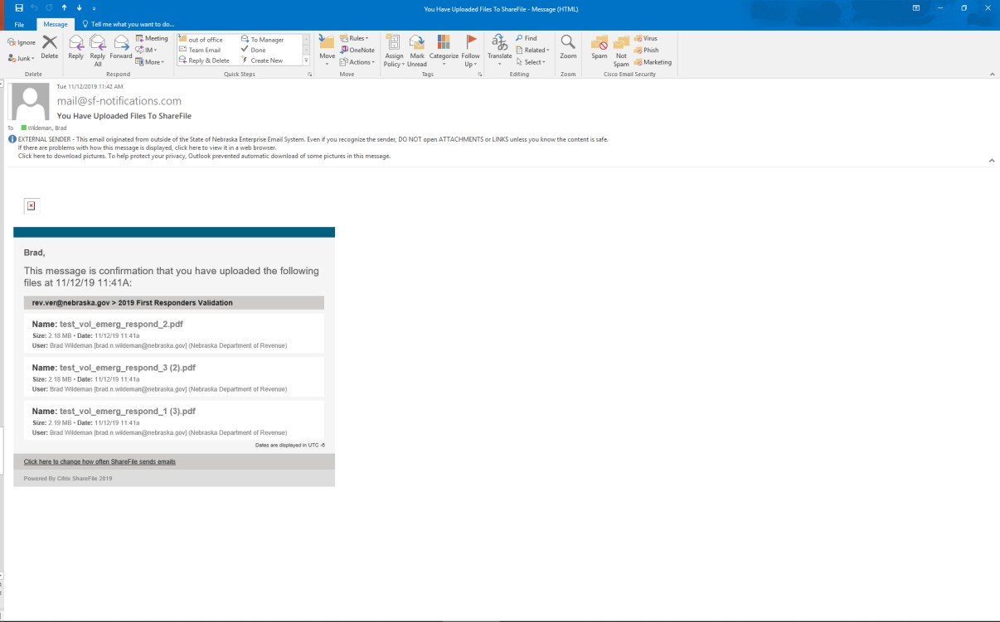 You Have Uploaded Files To ShareFile - Message (HTML)
File Message Tell me what you want to do...
Ignore
Junk
Delete
Reply
Reply All
Forward
Meeting
IM
More
out of office
Team Email
Reply & Delete
To Manager
Done
Create New
Move
Rules
OneNote
Actions
Assign Policy
Mark Unread
Categorize
Follow Up
Translate
Find
Related
Select
Zoom
Spam
Not Spam
Virus
Phish
Marketing
Delete Respond Quick Steps Move Tags Editing Zoom Cisco Email Security
Tue 11/12/2019 11:42 AM
mail@sf-notifications.com
You Have Uploaded Files To ShareFile
To Wildeman, Brad
EXTERNAL SENDER - This email originated from outside of the State of Nebraska Enterprise Email System. Even if you recognize the sender, DO NOT open ATTACHMENTS or LINKS unless you know the content is safe.
If there are problems with how this message is displayed, click here to view it in a web browser.
Click here to download pictures. To help protect your privacy, Outlook prevented automatic download of some pictures in this message.
Brad,
This message is confirmation that you have uploaded the following
files at 11/12/19 11:41A:
rev.ver@nebraska.gov > 2019 First Responders Validation
Name: test_vol_emerg_respond_2.pdf
Size: 2.18 MB • Date: 11/12/19 11:41a
User: Brad Wildeman [brad.n.wildeman@nebraska.gov] (Nebraska Department of Revenue)
Name: test_vol_emerg_respond_3 (2).pdf
Size: 2.18 MB • Date: 11/12/19 11:41a
User: Brad Wildeman [brad.n.wildeman@nebraska.gov] (Nebraska Department of Revenue)
Name: test_vol_emerg_respond_1 (3).pdf
Size: 2.19 MB • Date: 11/12/19 11:41a
User: Brad Wildeman [brad.n.wildeman@nebraska.gov] (Nebraska Department of Revenue)
Dates are displayed in UTC -6
Click here to change how often ShareFile sends emails
Powered By Citrix ShareFile 2019